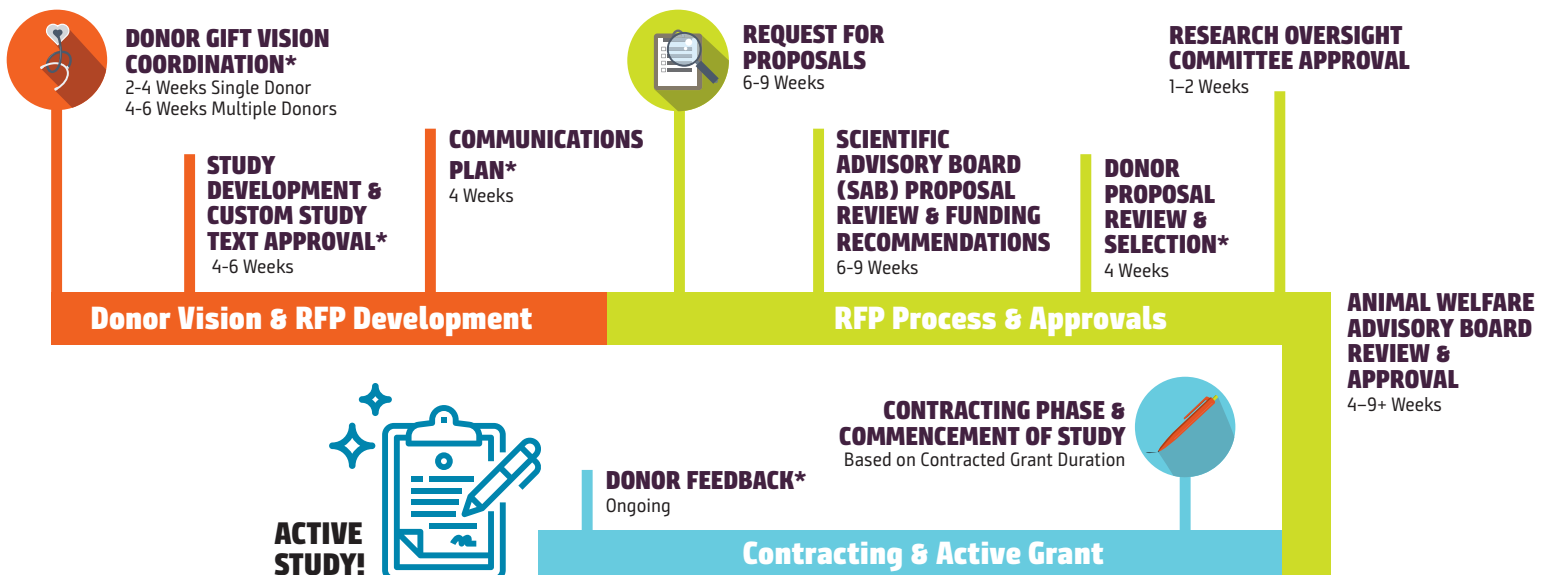 DONOR GIFT VISION
COORDINATION*
2-4 Weeks Single Donor
4-6 Weeks Multiple Donors
STUDY
DEVELOPMENT &
CUSTOM STUDY
TEXT APPROVAL*
4-6 Weeks
COMMUNICATIONS
PLAN*
4 Weeks
Donor Vision & RFP Development
REQUEST FOR
PROPOSALS
6-9 Weeks
SCIENTIFIC
ADVISORY BOARD
(SAB) PROPOSAL
REVIEW & FUNDING
RECOMMENDATIONS
6-9 Weeks
DONOR
PROPOSAL
REVIEW &
SELECTION*
4 Weeks
RESEARCH OVERSIGHT
COMMITTEE APPROVAL
1–2 Weeks
RFP Process & Approvals
ANIMAL WELFARE
ADVISORY BOARD
REVIEW &
APPROVAL
4–9+ Weeks
CONTRACTING PHASE &
COMMENCEMENT OF STUDY
Based on Contracted Grant Duration
DONOR FEEDBACK*
Ongoing
Contracting & Active Grant
ACTIVE
STUDY!